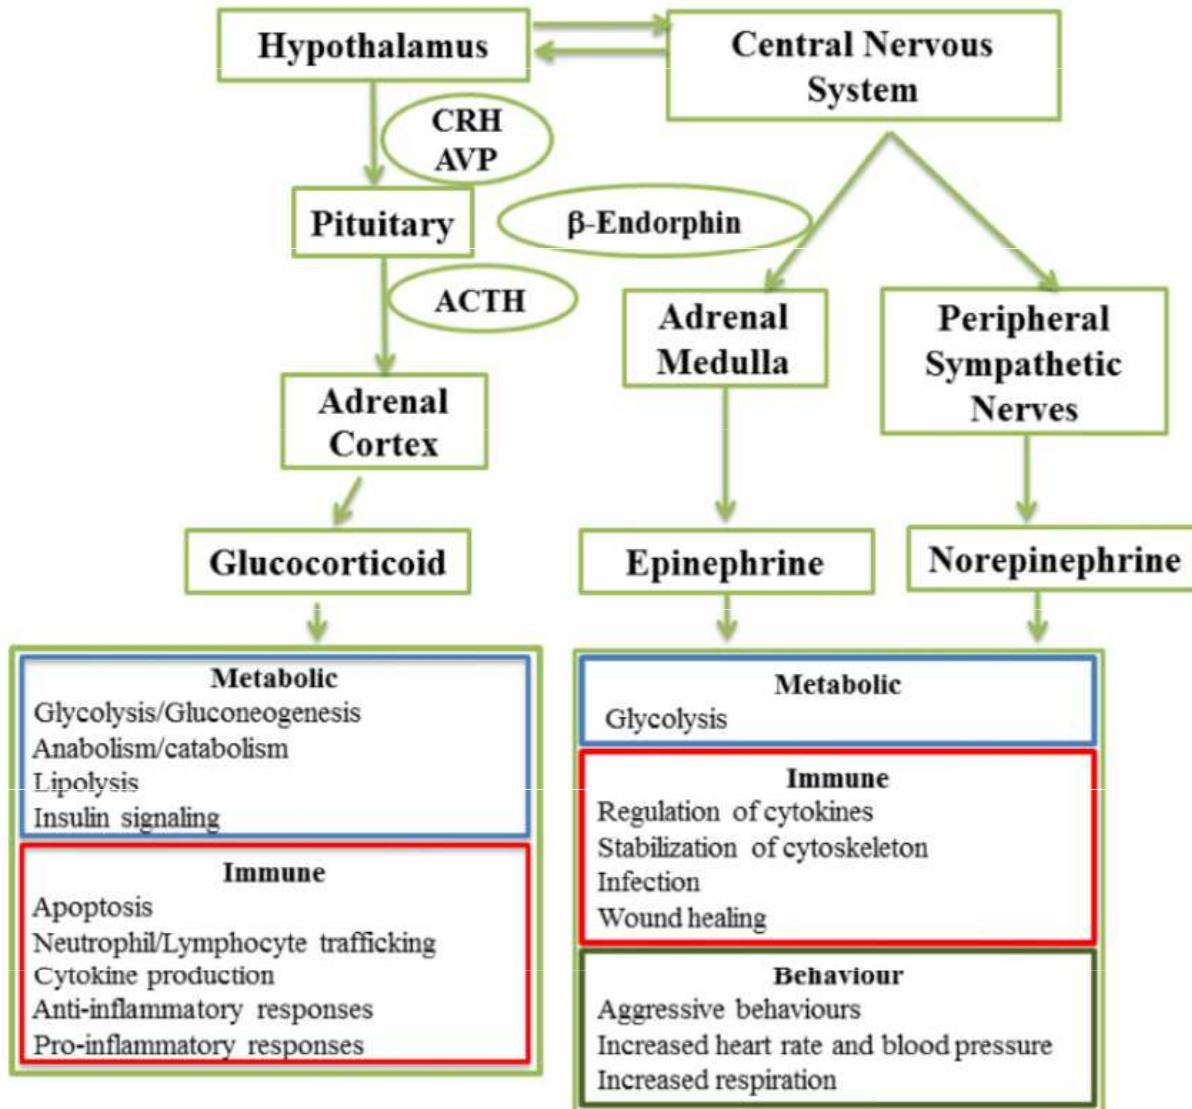 Hypothalamus
Central Nervous
System
CRH
AVP
Pituitary
β-Endorphin
ACTH
Adrenal
Medulla
Peripheral
Sympathetic
Nerves
Adrenal
Cortex
Glucocorticoid
Epinephrine
Norepinephrine
Metabolic
Glycolysis/Gluconeogenesis
Anabolism/catabolism
Lipolysis
Insulin signaling
Immune
Apoptosis
Neutrophil/Lymphocyte trafficking
Cytokine production
Anti-inflammatory responses
Pro-inflammatory responses
Metabolic
Glycolysis
Immune
Regulation of cytokines
Stabilization of cytoskeleton
Infection
Wound healing
Behaviour
Aggressive behaviours
Increased heart rate and blood pressure
Increased respiration